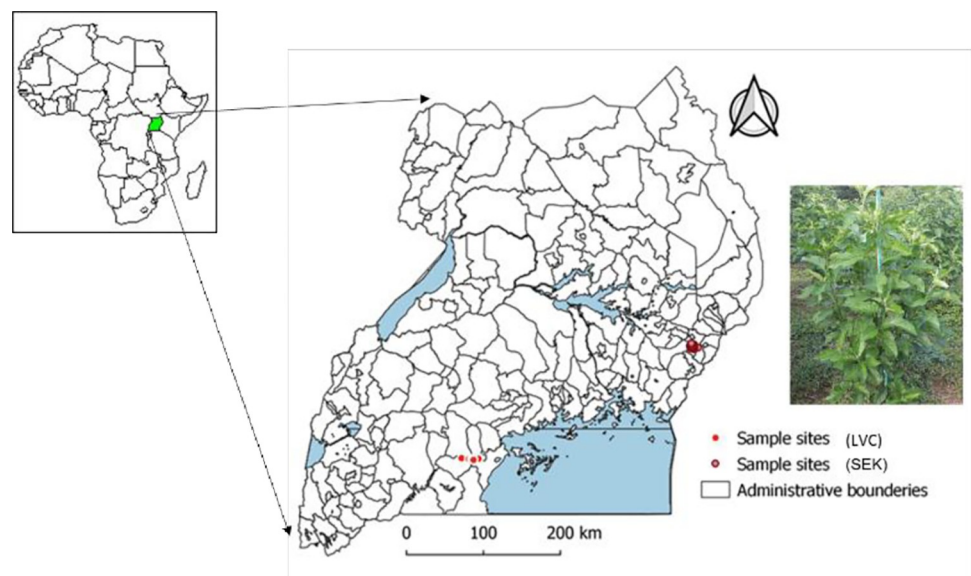 Sample sites (LVC)
Sample sites (SEK)
Administrative bounderies
0 100 200 km